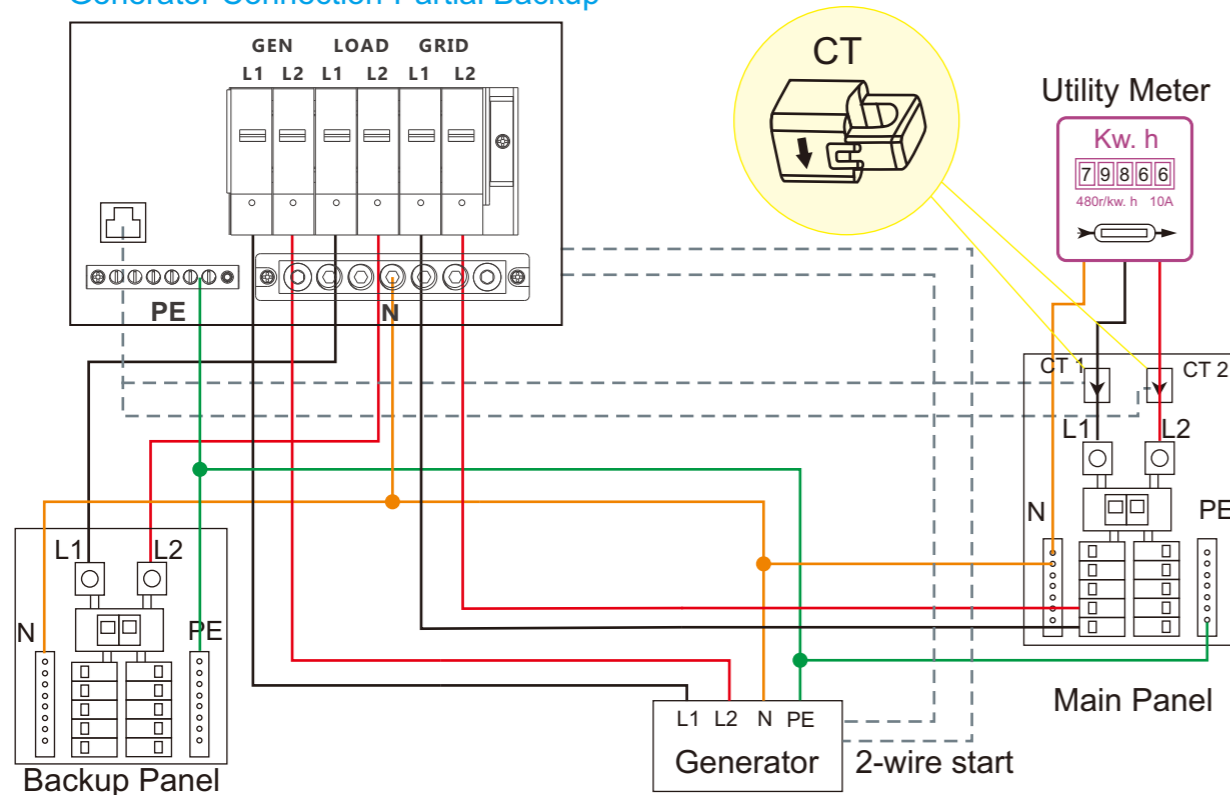 Generator Connection-Partial Backup
GEN LOAD GRID
L1 L2 L1 L2 L1 L2
PE
N
CT
Utility Meter
Kw. h
79866
480r/kw. h 10A
CT 1
CT 2
L1
L2
N
PE
L1
L2
N
PE
Backup Panel
L1 L2 N PE
Generator
2-wire start
Main Panel